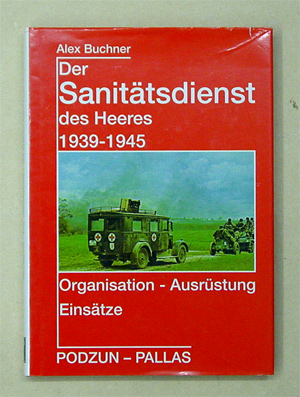 Alex Buchner
Der
Sanitätsdienst
des Heeres
1939-1945
Organisation - Ausrüstung
Einsätze
PODZUN – PALLAS